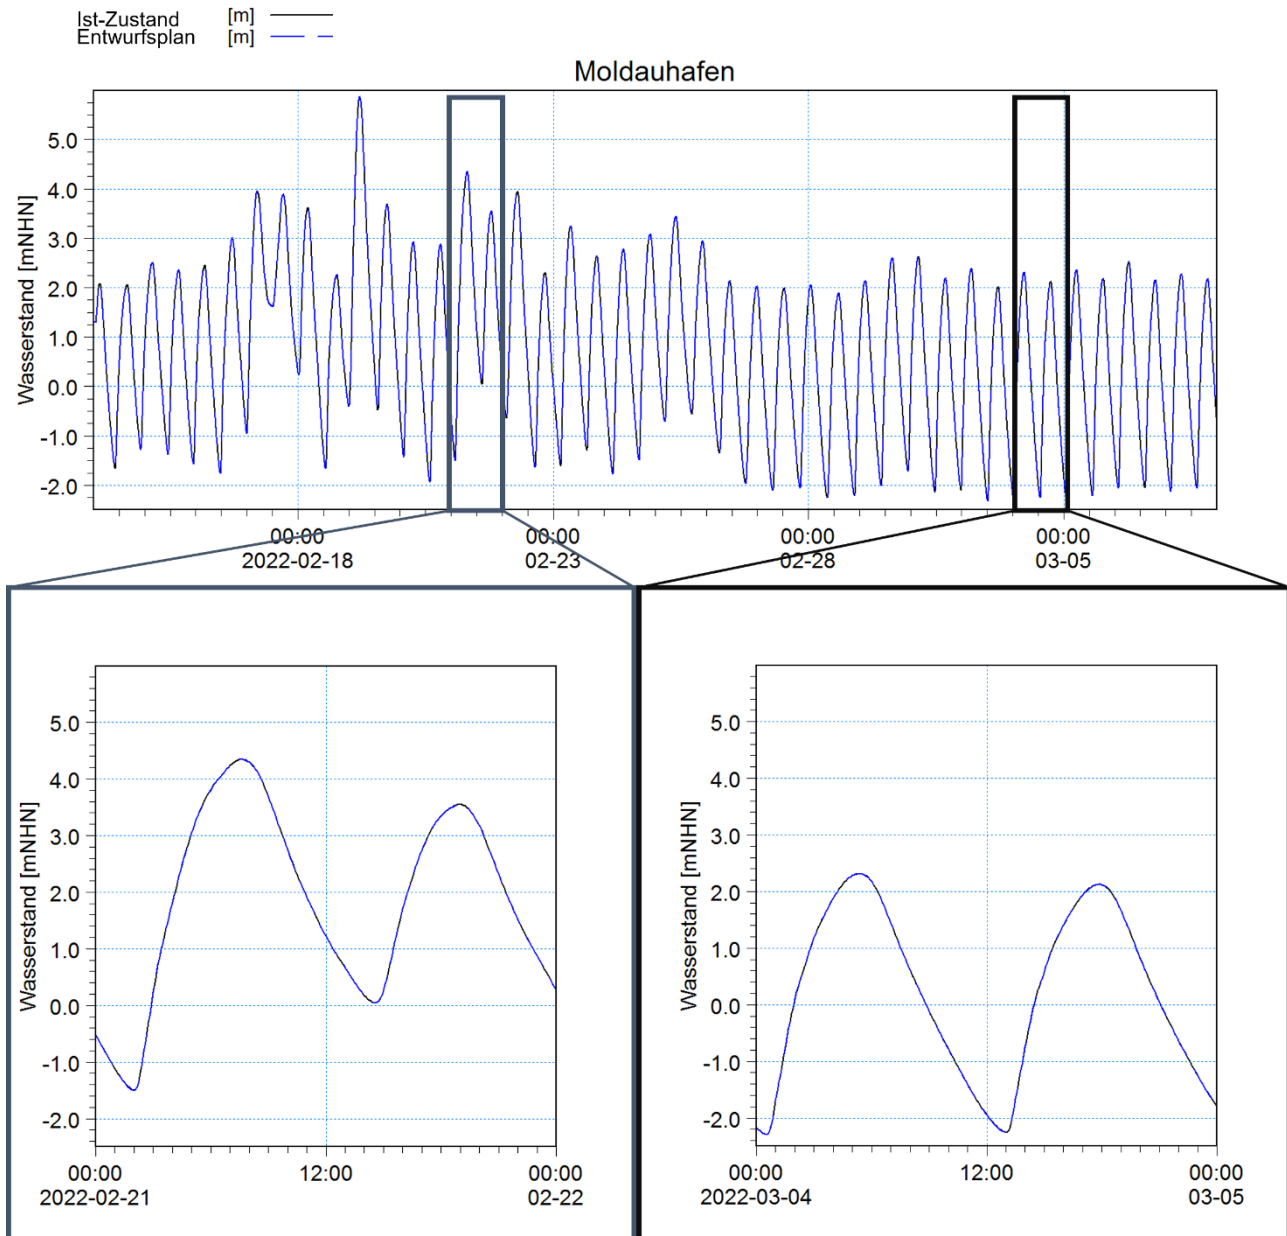 Ist-Zustand [m]
Entwurfsplan [m]
Moldauhafen
Wasserstand [mNHN]
5.0
4.0
3.0
2.0
1.0
0.0
-1.0
-2.0
00:00 00:00 00:00 00:00
2022-02-18 02-23 02-28 03-05
Wasserstand [mNHN]
5.0
4.0
3.0
2.0
1.0
0.0
-1.0
-2.0
00:00 12:00 00:00
2022-02-21 02-22
Wasserstand [mNHN]
5.0
4.0
3.0
2.0
1.0
0.0
-1.0
-2.0
00:00 12:00 00:00
2022-03-04 03-05